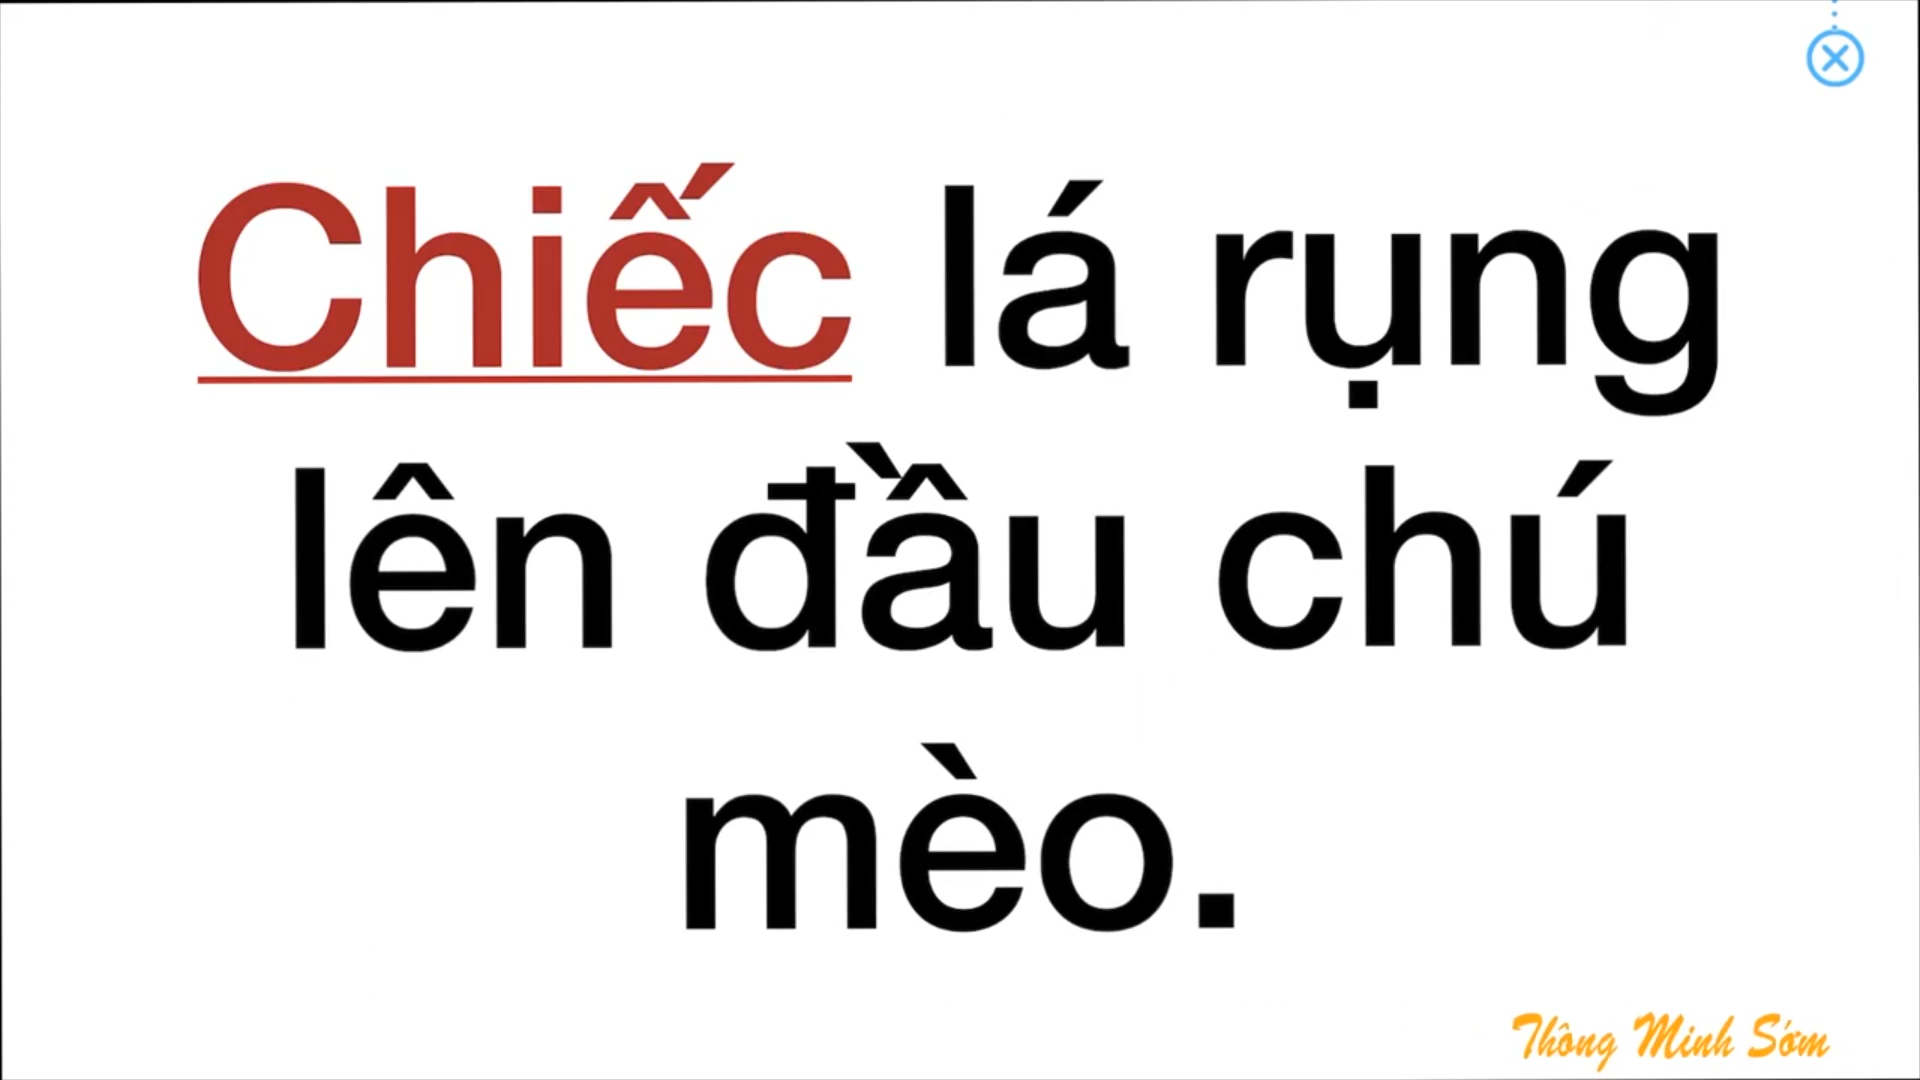 Chiếc lá rụng
lên đầu chú
mèo.
Thông Minh Sớm